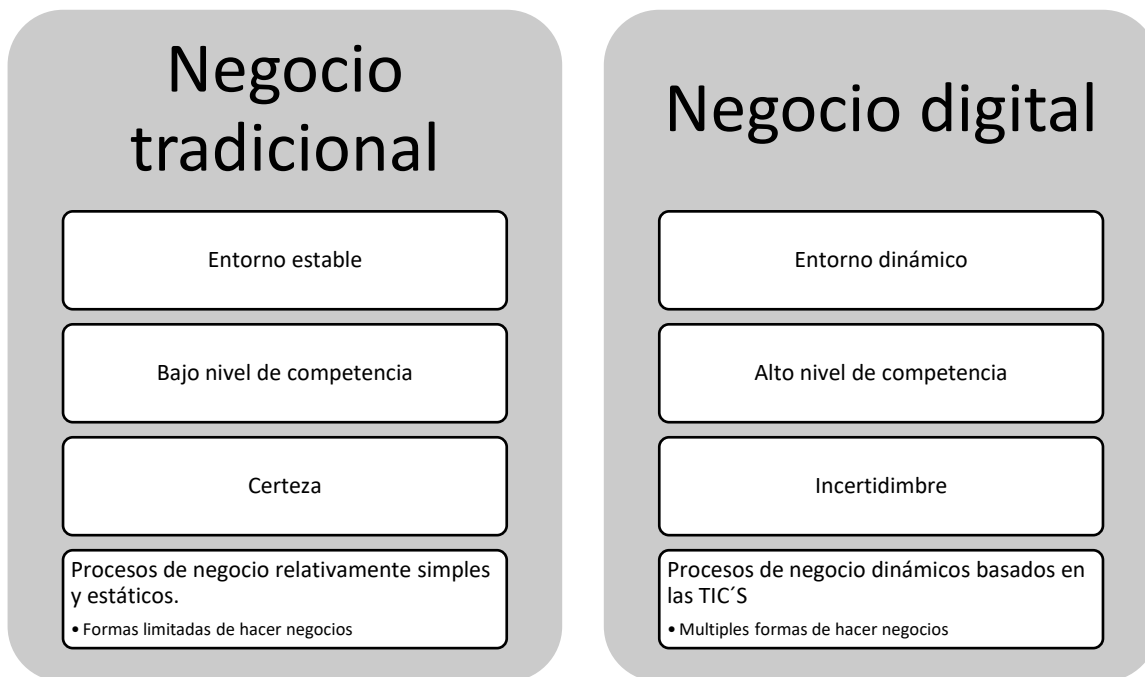 Negocio
tradicional
Entorno estable
Bajo nivel de competencia
Certeza
Procesos de negocio relativamente simples
y estáticos.
• Formas limitadas de hacer negocios
Negocio digital
Entorno dinámico
Alto nivel de competencia
Incertidimbre
Procesos de negocio dinámicos basados en
las TIC´S
• Multiples formas de hacer negocios